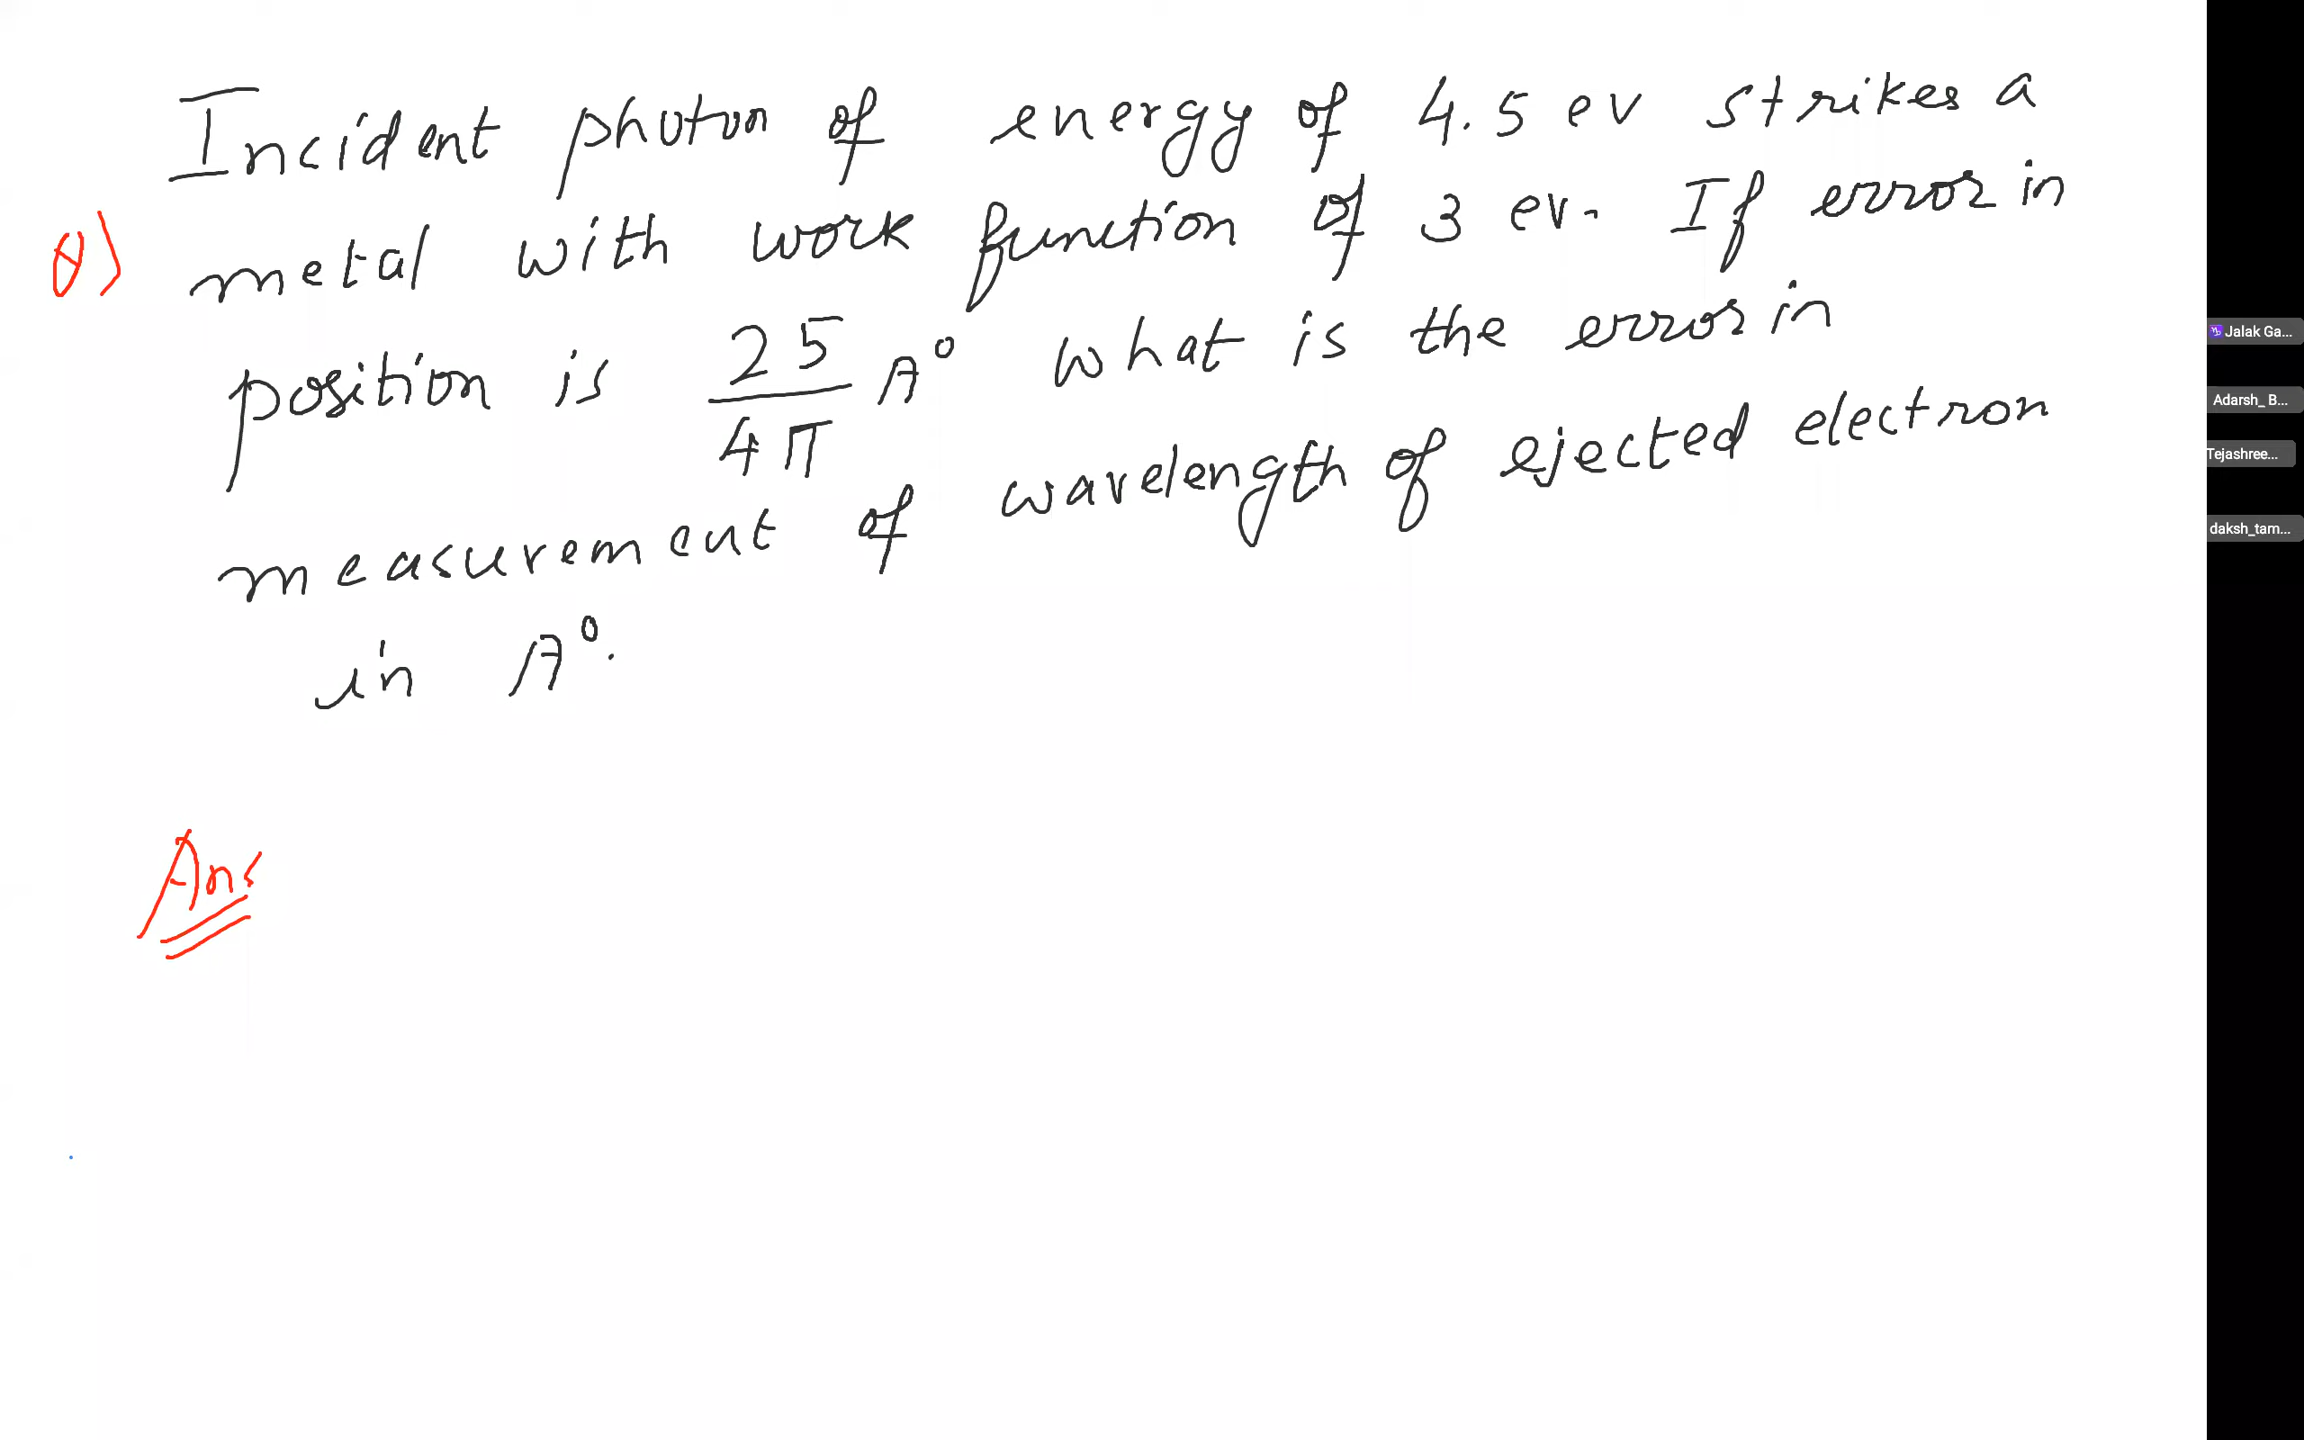 Incident photon of energy of 4.5 ev strikes a
Q) metal with work function of 3 ev. If error in
position is 25/4π A° what is the error in
measurement of wavelength of ejected electron
in A°.
Ans
Jalak Ga...
Adarsh_ B...
Tejashree...
daksh_tam...